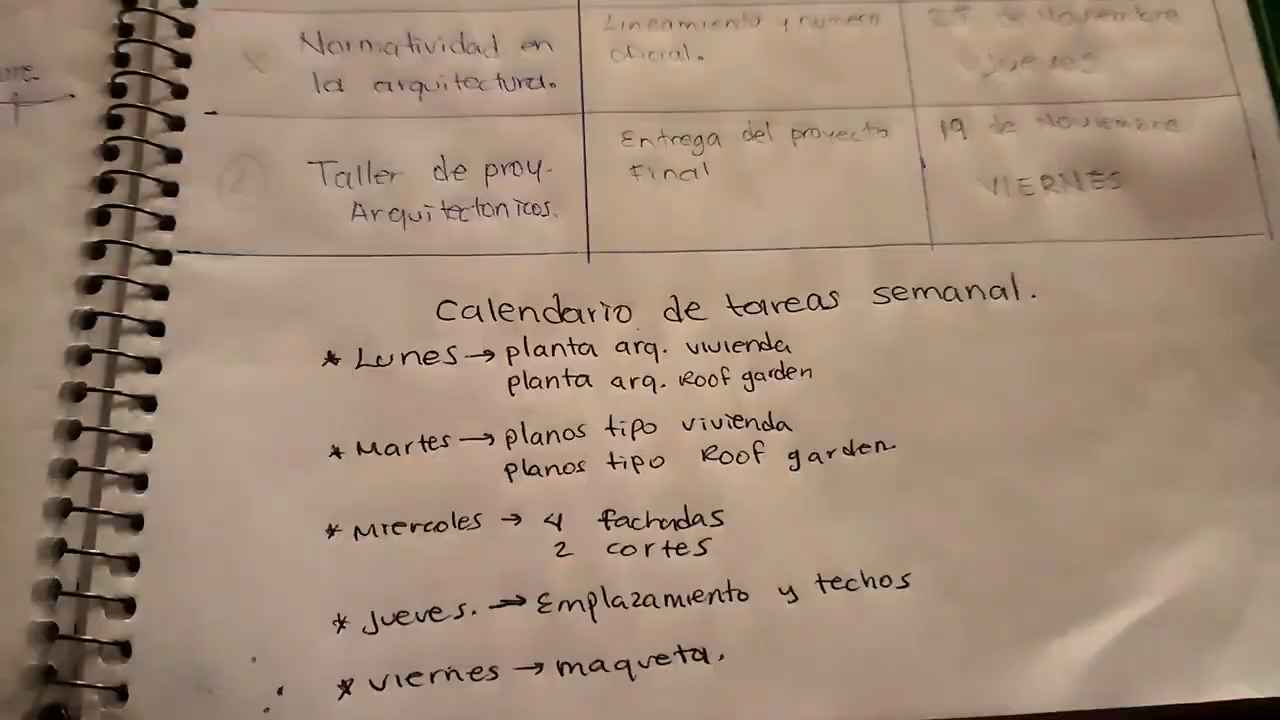 Normatividad en
la arquitectura.
Lineamiento y numero
oficial.
de Noviembre
Taller de proy-
Arquitectonicos.
Entrega del proyecto
Final
19 de Noviembre
VIERNES
Calendario de tareas semanal.
* Lunes → planta arq. vivienda
planta arq. Roof garden
* Martes → planos tipo vivienda
planos tipo Roof garden
* Miercoles → 4 fachadas
2 cortes
* Jueves. → Emplazamiento y techos
* Viernes → maqueta.